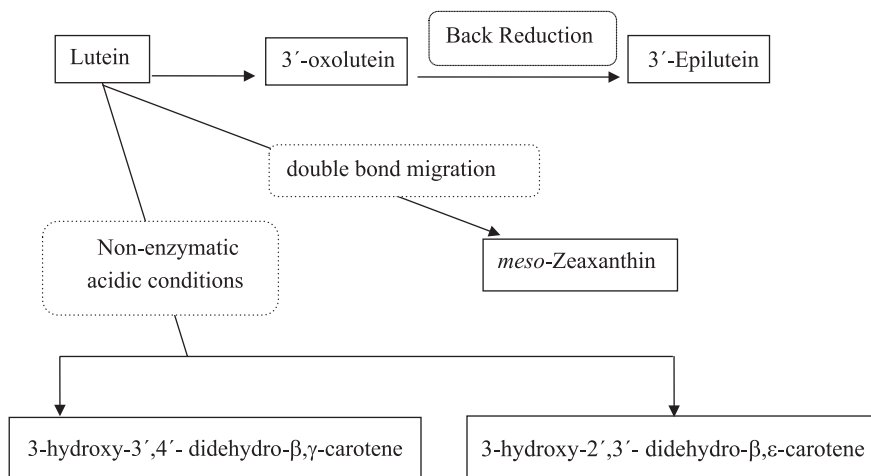 Back Reduction
Lutein
3´-oxolutein
3´-Epilutein
double bond migration
Non-enzymatic
acidic conditions
meso-Zeaxanthin
3-hydroxy-3´,4´- didehydro-β,γ-carotene
3-hydroxy-2´,3´- didehydro-β,ε-carotene